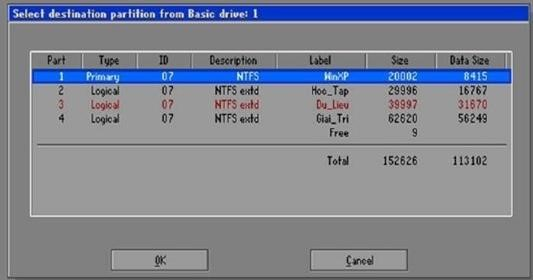 Select destination partition from Basic drive: 1
Part Type ID Description Label Size Data Size
1 Primary 07 NTFS WinXP 20002 8415
2 Logical 07 NTFS extd Hoc_Tap 29996 16767
3 Logical 07 NTFS extd Du_Lieu 39997 31670
4 Logical 07 NTFS extd Giai_Tri 62620 56249
Free 9
Total 152626 113102
OK Cancel